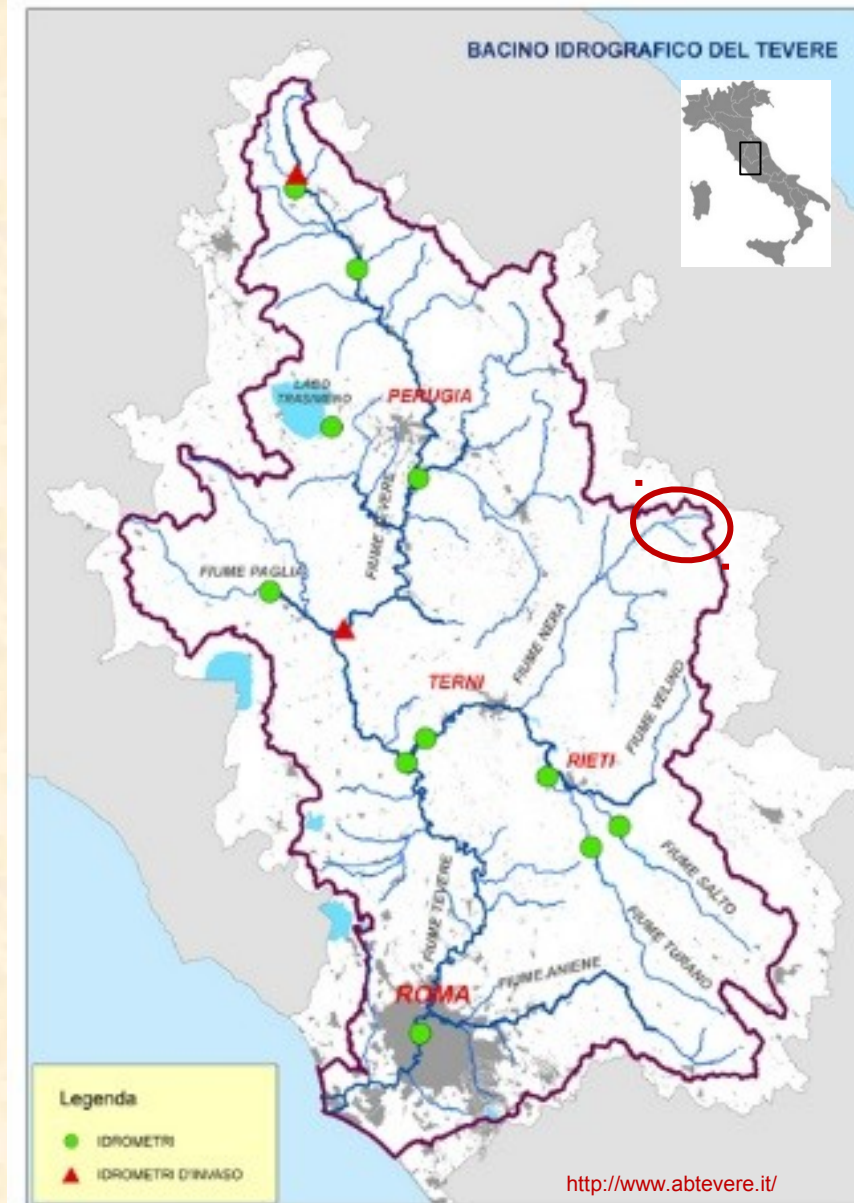 BACINO IDROGRAFICO DEL TEVERE
LAGO
TRASIMENO
PERUGIA
FIUME TEVERE
FIUME PAGLIA
FIUME NERA
TERNI
FIUME VELINO
RIETI
FIUME SALTO
FIUME TEVERE
FIUME TURANO
FIUME ANIENE
ROMA
Legenda
IDROMETRI
IDROMETRI D'INVASO
http://www.abtevere.it/